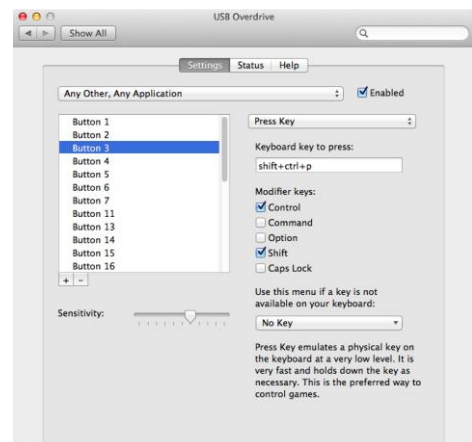 USB Overdrive
Show All
Settings Status Help
Any Other, Any Application
Enabled
Button 1
Button 2
Button 3
Button 4
Button 5
Button 6
Button 7
Button 11
Button 13
Button 14
Button 15
Button 16
+ -
Sensitivity:
Press Key
Keyboard key to press:
shift+ctrl+p
Modifier keys:
Control
Command
Option
Shift
Caps Lock
Use this menu if a key is not
available on your keyboard:
No Key
Press Key emulates a physical key on
the keyboard at a very low level. It is
very fast and holds down the key as
necessary. This is the preferred way to
control games.